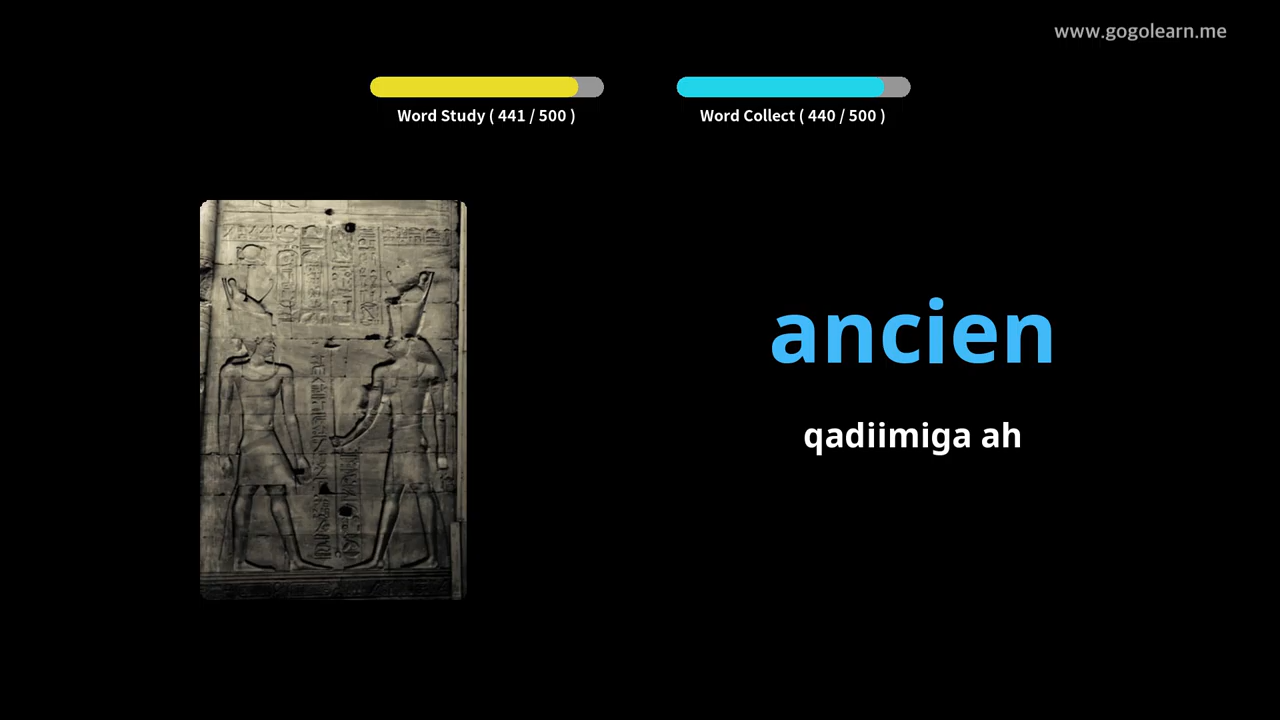 www.gogolearn.me
Word Study ( 441 / 500 )
Word Collect ( 440 / 500 )
ancien
qadiimiga ah